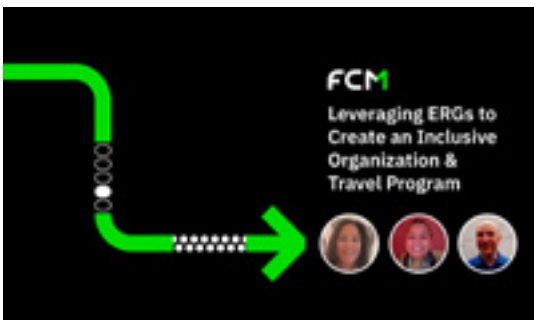 FCM
Leveraging ERGs to
Create an Inclusive
Organization &
Travel Program